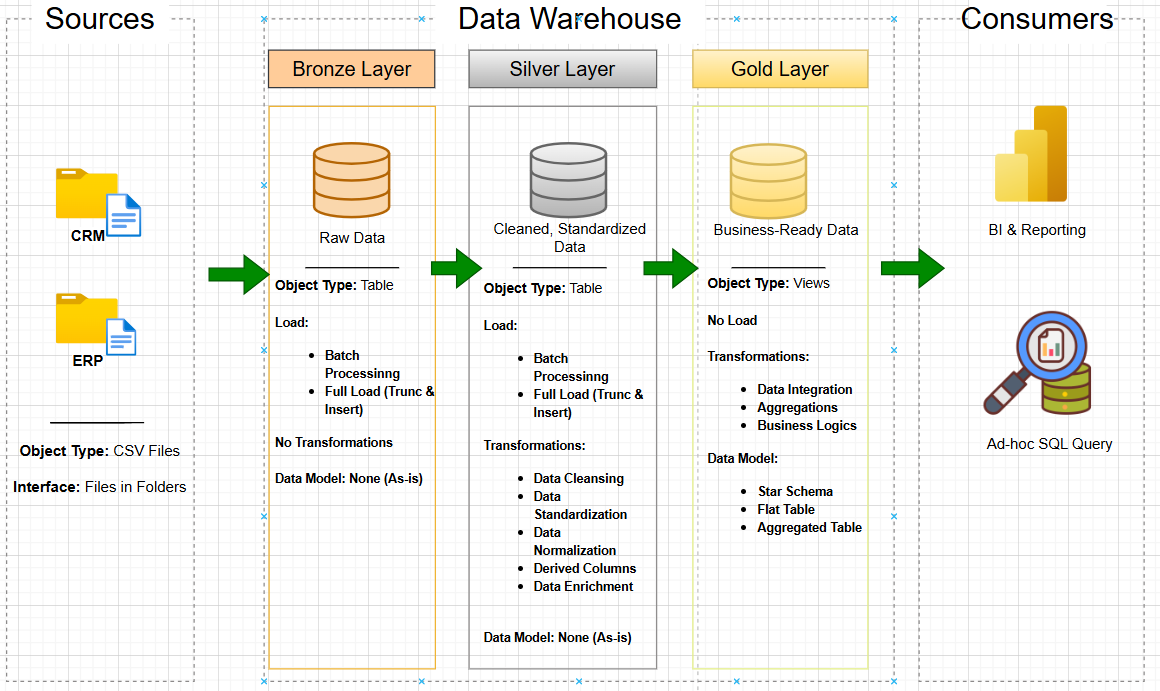 Sources
CRM
ERP
Object Type: CSV Files
Interface: Files in Folders
Data Warehouse
Bronze Layer
Raw Data
Object Type: Table
Load:
• Batch
Processinng
• Full Load (Trunc &
Insert)
No Transformations
Data Model: None (As-is)
Silver Layer
Cleaned, Standardized
Data
Object Type: Table
Load:
• Batch
Processinng
• Full Load (Trunc &
Insert)
Transformations:
• Data Cleansing
• Data
Standardization
• Data
Normalization
• Derived Columns
• Data Enrichment
Data Model: None (As-is)
Gold Layer
Business-Ready Data
Object Type: Views
No Load
Transformations:
• Data Integration
• Aggregations
• Business Logics
Data Model:
• Star Schema
• Flat Table
• Aggregated Table
Consumers
BI & Reporting
Ad-hoc SQL Query